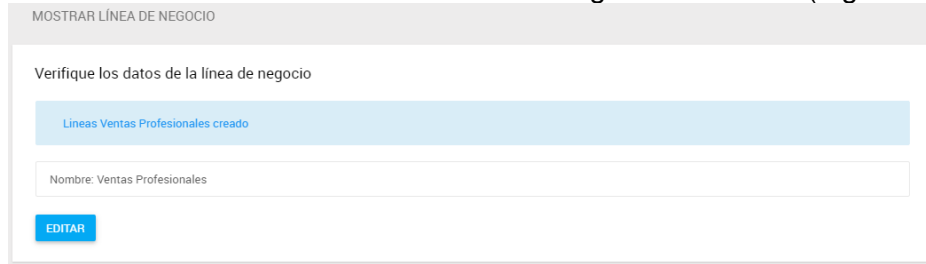 MOSTRAR LÍNEA DE NEGOCIO
Verifique los datos de la línea de negocio
Lineas Ventas Profesionales creado
Nombre: Ventas Profesionales
EDITAR